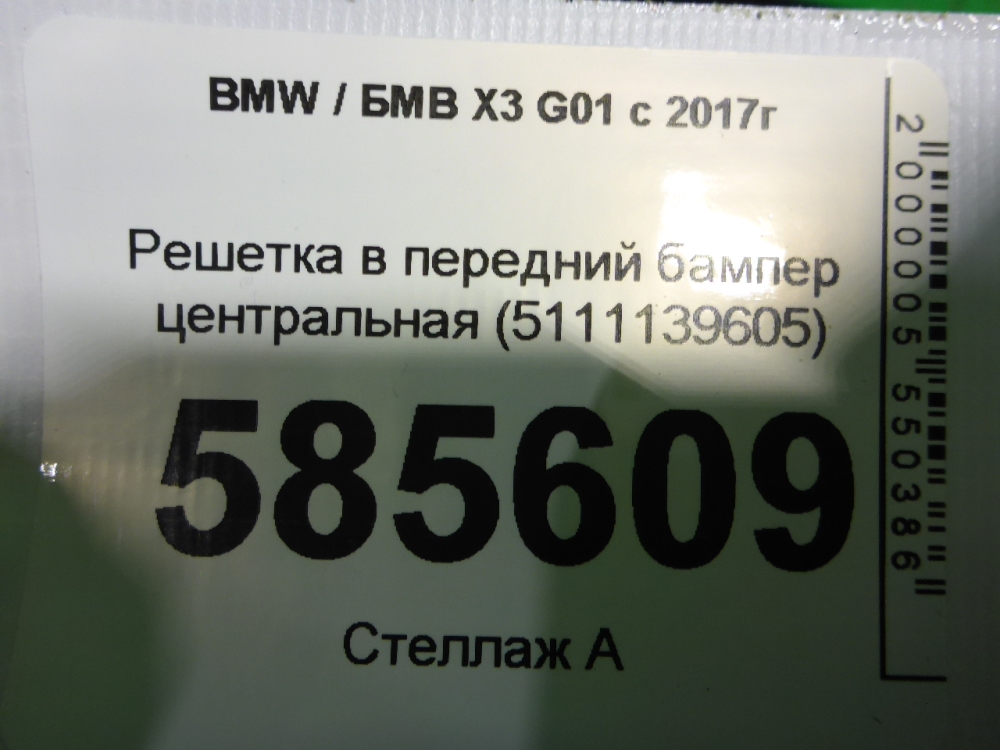 BMW / БМВ X3 G01 с 2017г
Решетка в передний бампер
центральная (5111139605)
585609
Стеллаж А
2000005550386